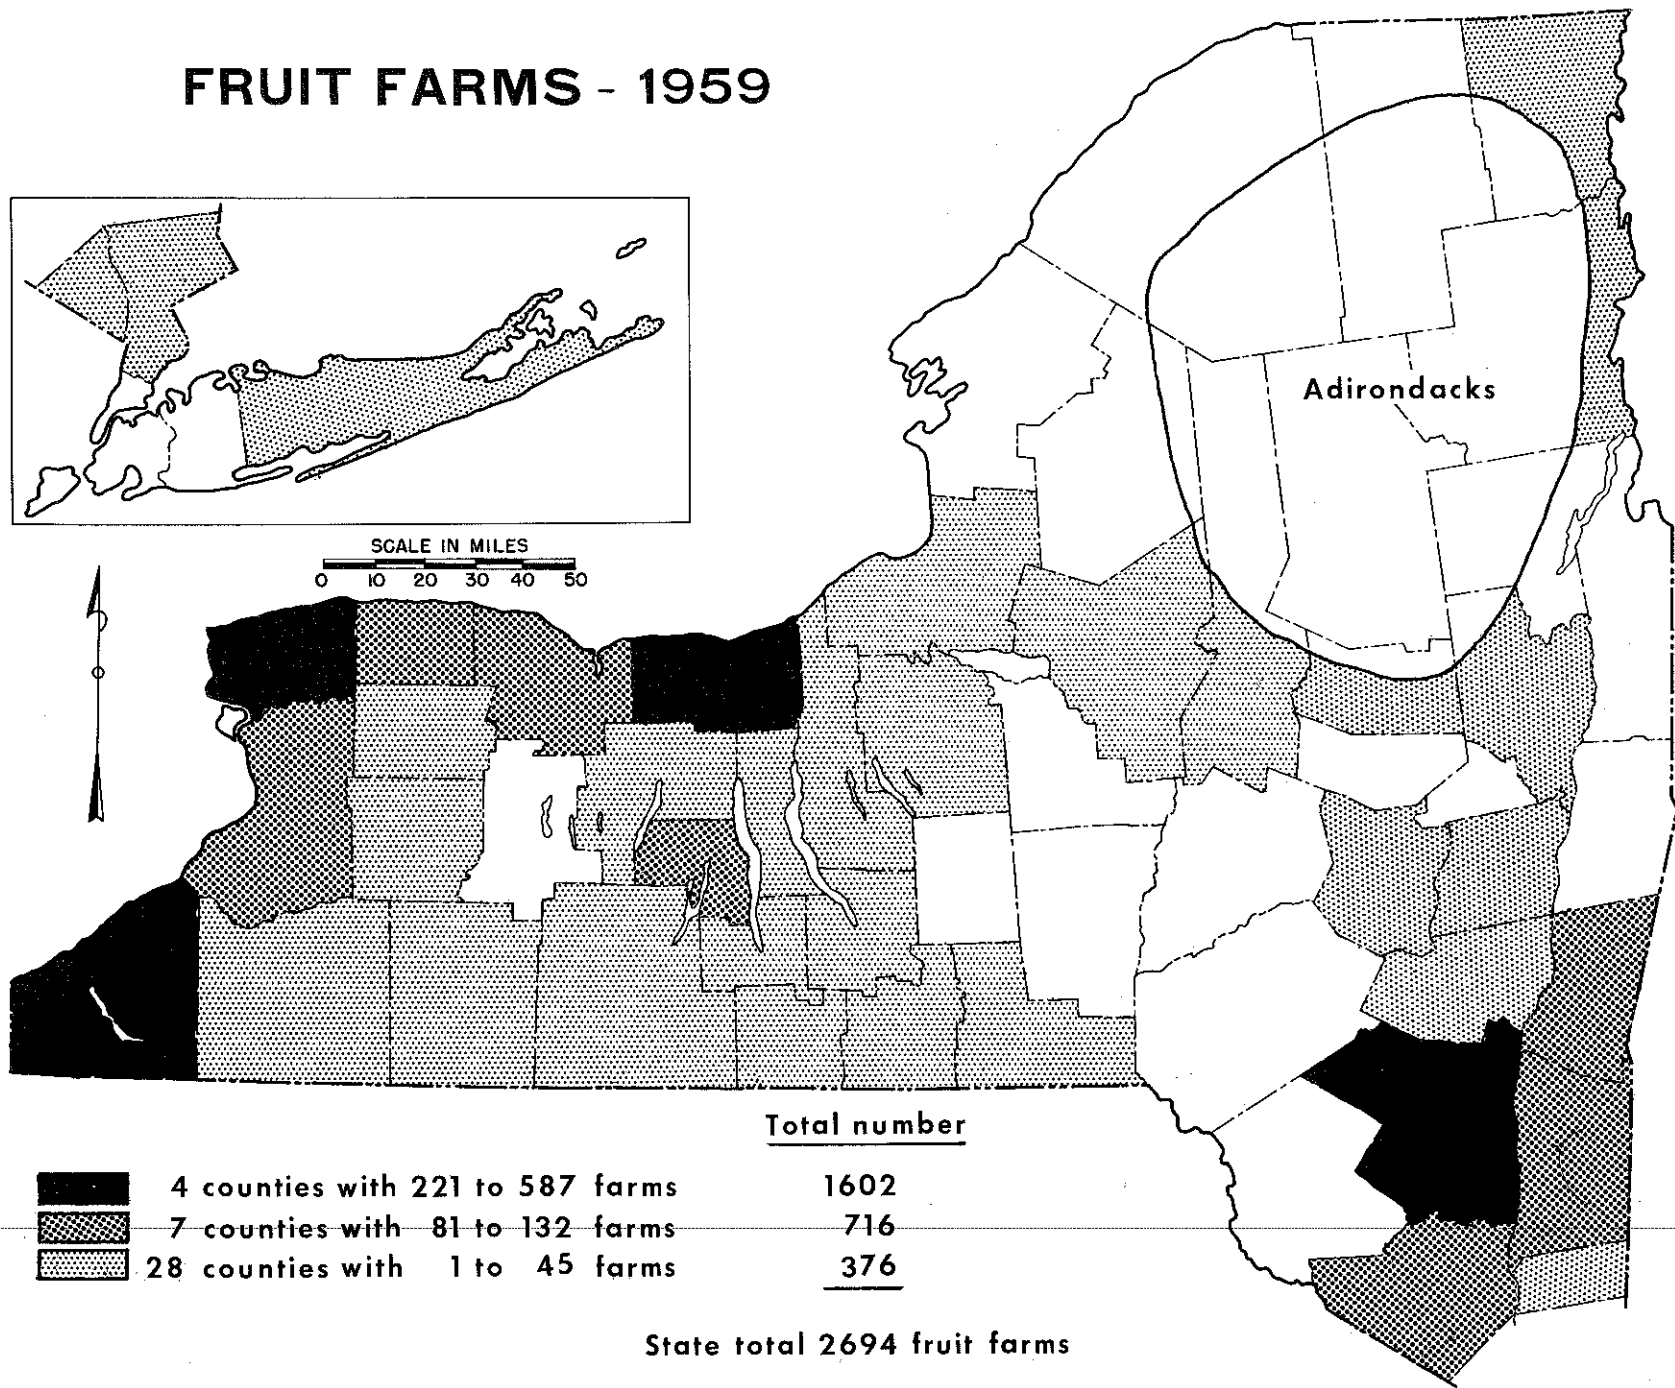 FRUIT FARMS - 1959
SCALE IN MILES
0 10 20 30 40 50
Adirondacks
Total number
4 counties with 221 to 587 farms 1602
7 counties with 81 to 132 farms 716
28 counties with 1 to 45 farms 376
State total 2694 fruit farms